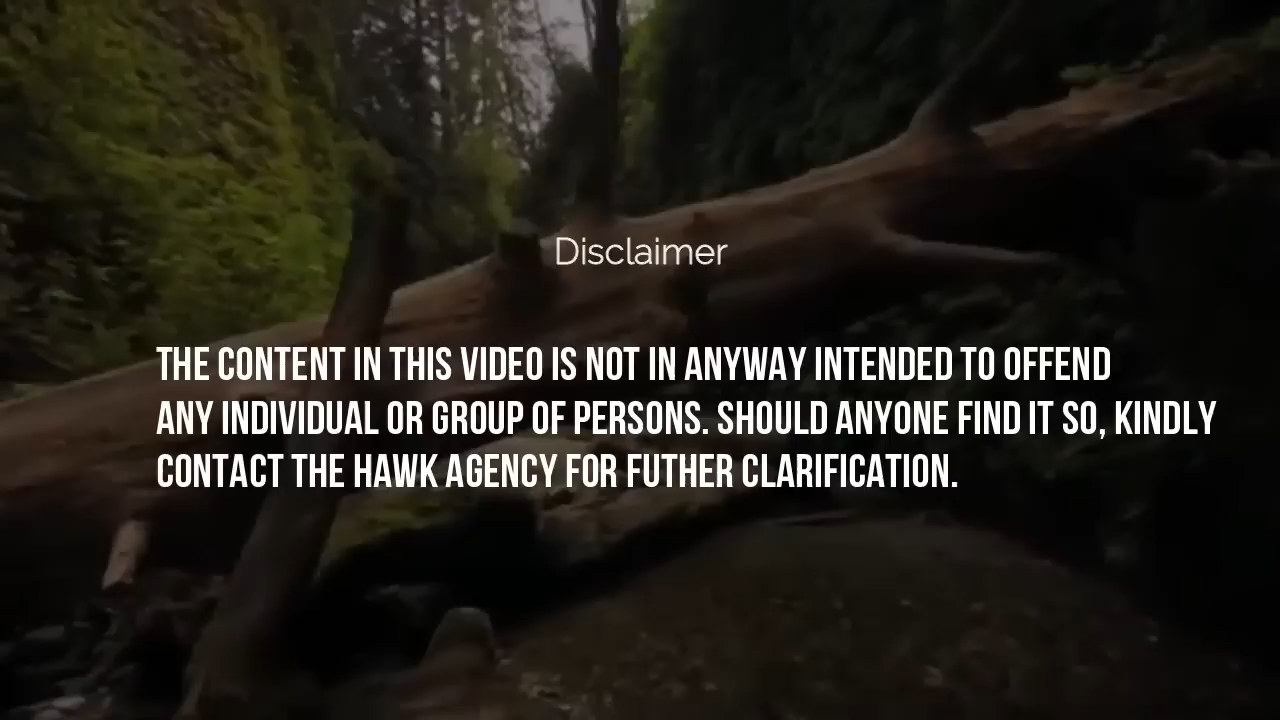 Disclaimer
THE CONTENT IN THIS VIDEO IS NOT IN ANYWAY INTENDED TO OFFEND
ANY INDIVIDUAL OR GROUP OF PERSONS. SHOULD ANYONE FIND IT SO, KINDLY
CONTACT THE HAWK AGENCY FOR FUTHER CLARIFICATION.